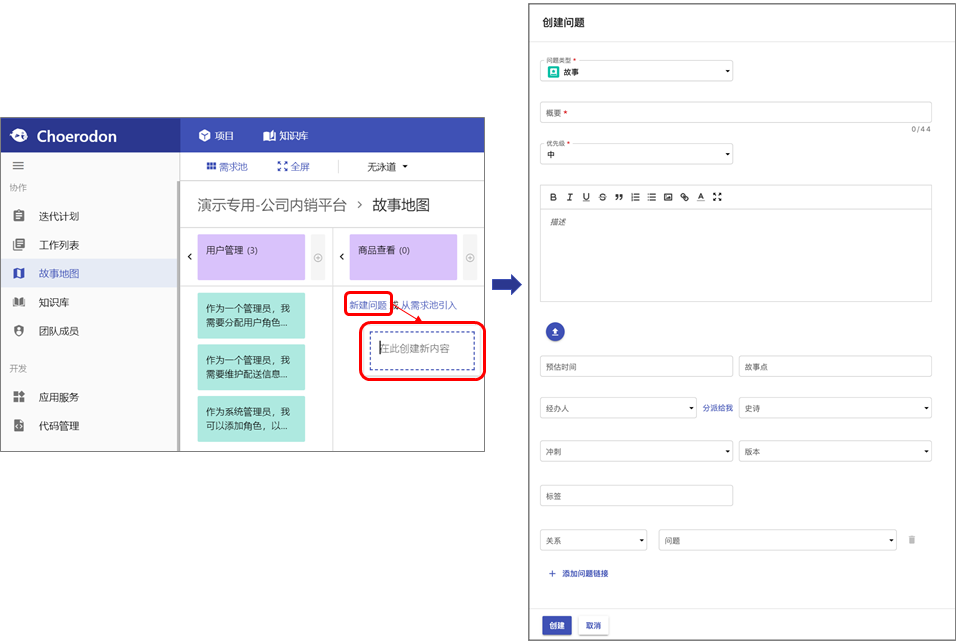 Choerodon
项目
知识库
需求池
全屏
无泳道
协作
迭代计划
工作列表
故事地图
知识库
团队成员
开发
应用服务
代码管理
演示专用-公司内销平台 > 故事地图
用户管理 (3)
商品查看 (0)
作为一个管理员，我
需要分配用户角色...
作为一个管理员，我
需要维护配送信息...
作为系统管理员，我
可以添加角色，以...
新建问题 或 从需求池引入
在此创建新内容
创建问题
问题类型 *
故事
概要 *
0/44
优先级 *
中
描述
预估时间
故事点
经办人
分派给我
史诗
冲刺
版本
标签
关系
问题
+ 添加问题链接
创建
取消